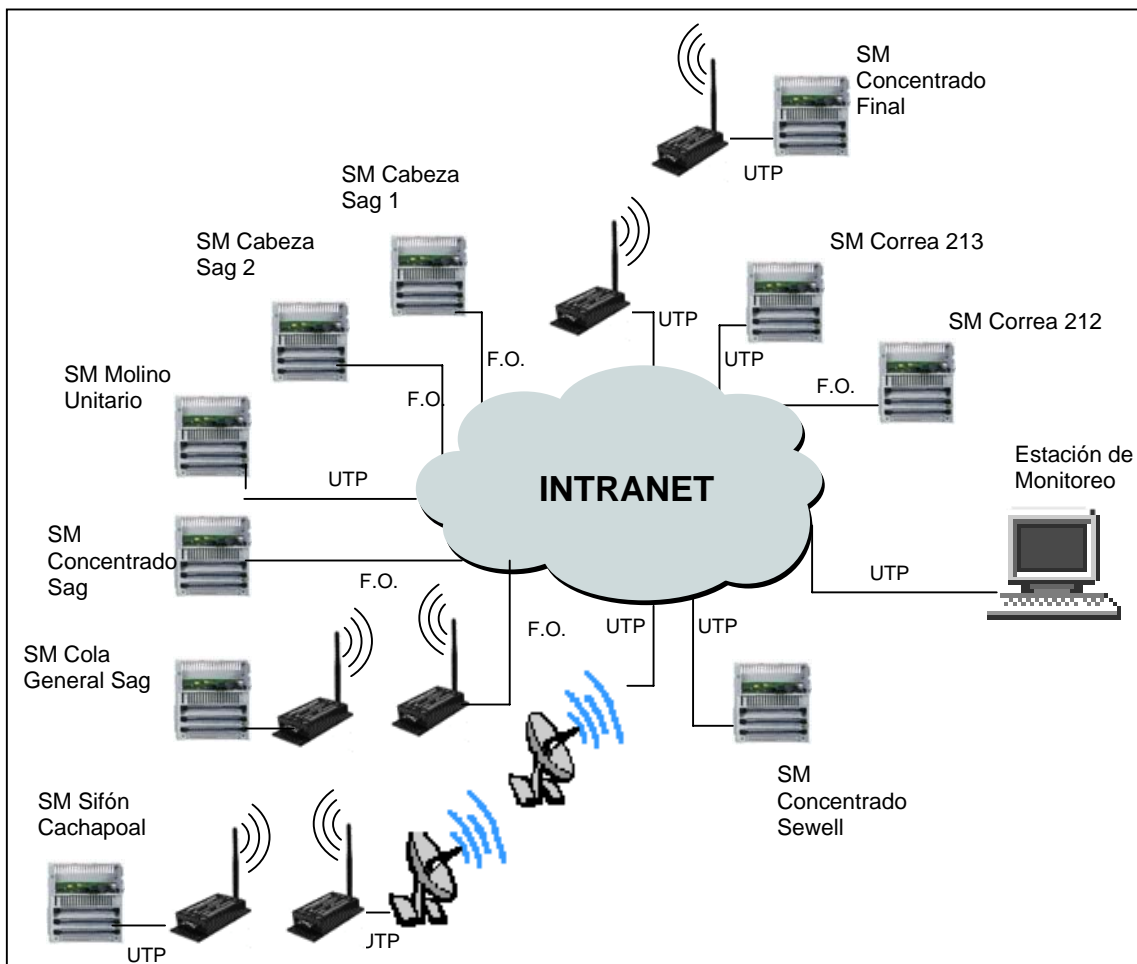 SM
Concentrado
Final
UTP
SM Cabeza
Sag 1
SM Cabeza
Sag 2
SM Correa 213
UTP
UTP
SM Correa 212
F.O.
F.O.
F.O.
SM Molino
Unitario
UTP
INTRANET
Estación de
Monitoreo
SM
Concentrado
Sag
F.O.
UTP
F.O.
UTP
UTP
SM Cola
General Sag
SM Sifón
Cachapoal
SM
Concentrado
Sewell
UTP
UTP